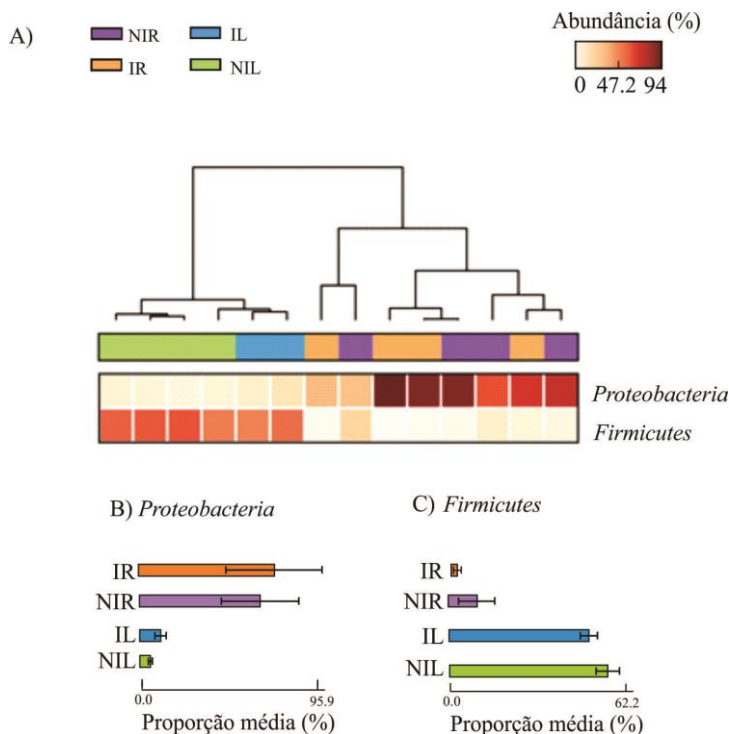 A)
NIR IL
IR NIL
Abundância (%)
0 47.2 94
Proteobacteria
Firmicutes
B) Proteobacteria
IR
NIR
IL
NIL
0.0 95.9
Proporção média (%)
C) Firmicutes
IR
NIR
IL
NIL
0.0 62.2
Proporção média (%)